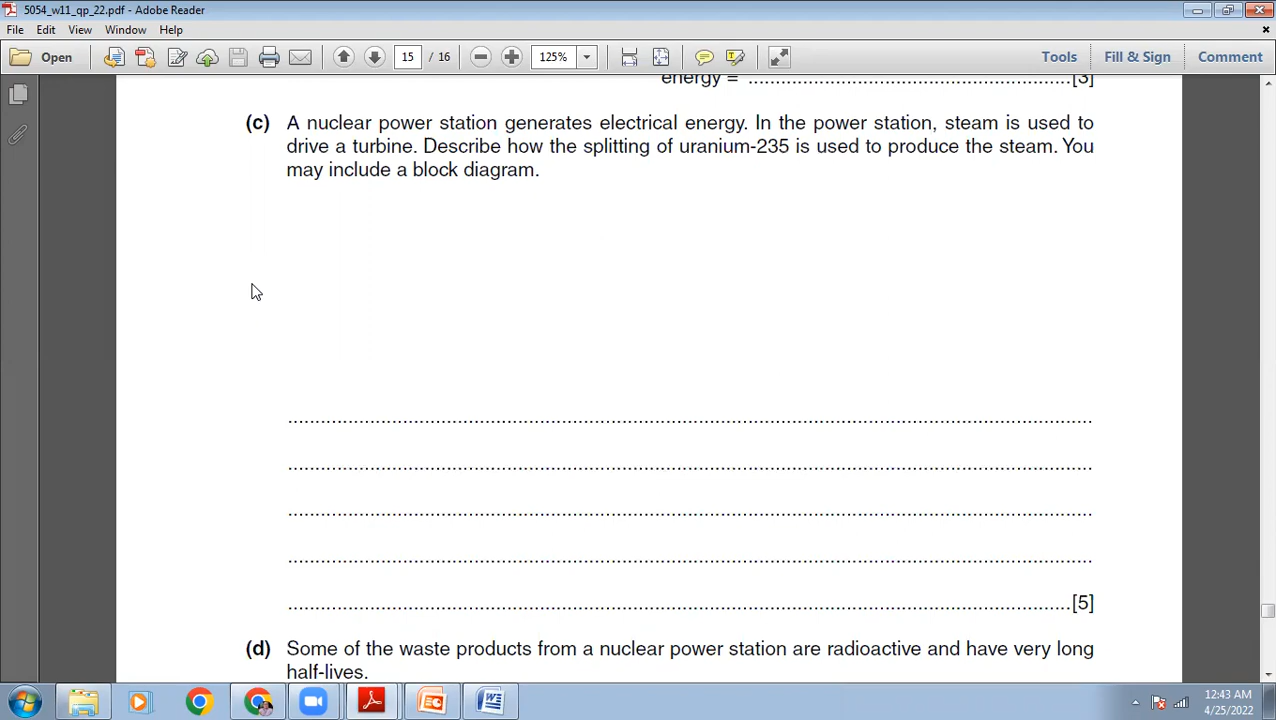 5054_w11_qp_22.pdf - Adobe Reader
File Edit View Window Help
Open 15 / 16 125% Tools Fill & Sign Comment
energy = ..........................................................[3]
(c) A nuclear power station generates electrical energy. In the power station, steam is used to
drive a turbine. Describe how the splitting of uranium-235 is used to produce the steam. You
may include a block diagram.
..........................................................................................................................................
..........................................................................................................................................
..........................................................................................................................................
..........................................................................................................................................
......................................................................................................................................[5]
(d) Some of the waste products from a nuclear power station are radioactive and have very long
half-lives.
12:43 AM
4/25/2022